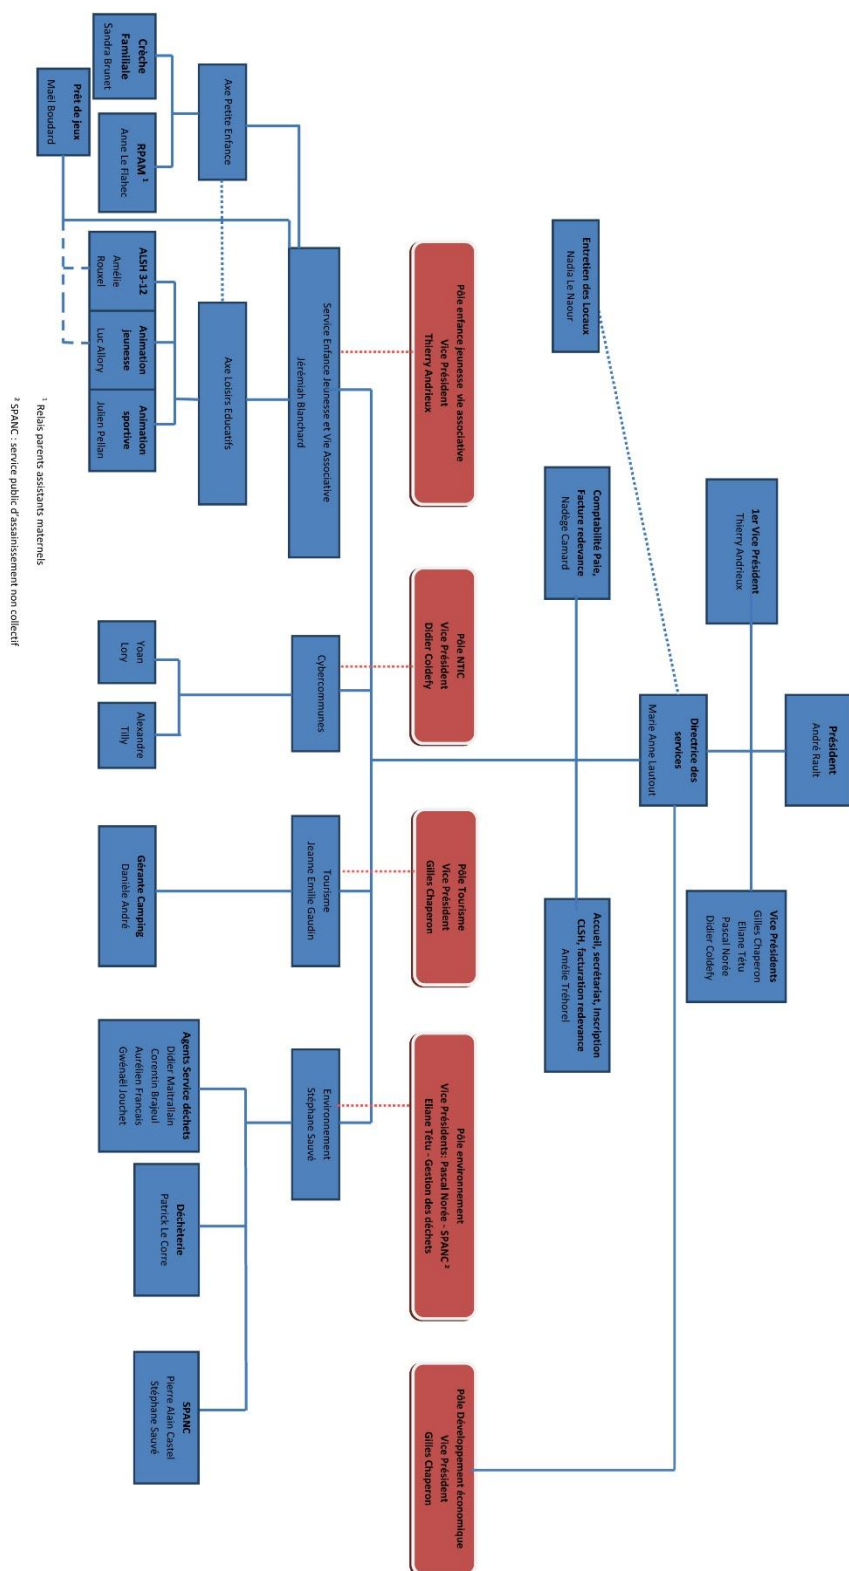 Président
André Rault
1er Vice Président
Thierry Andrieux
Vice Présidents
Gilles Chaperon
Eliane Tétu
Pascal Norée
Didier Coldefy
Directrice des
services
Marie Anne Laufout
Entretien des Locaux
Nadia Le Naour
Comptabilité Paie,
Facture redevance
Nadège Camard
Accueil, secrétariat, Inscription
CLSH, facturation redevance
Amélie Tréhorel
Pôle enfance jeunesse vie associative
Vice Président
Thierry Andrieux
Pôle NTIC
Vice Président
Didier Coldefy
Pôle Tourisme
Vice Président
Gilles Chaperon
Pôle environnement
Vice Présidents: Pascal Norée - SPANC ²
Eliane Tétu - Gestion des déchets
Pôle Développement économique
Vice Président
Gilles Chaperon
Service Enfance Jeunesse et Vie Associative
Jérémiah Blanchard
Cybercommunes
Tourisme
Jeanne Emilie Gaudin
Environnement
Stéphane Sauvé
Axe Petite Enfance
Axe Loisirs Educatifs
Crèche
Familiale
Sandra Brunet
RPAM ¹
Anne Le Flahec
ALSH 3-12
Amélie
Rouxel
Animation
jeunesse
Luc Allory
Animation
sportive
Julien Pellan
Yoan
Lory
Alexandre
Tilly
Gérante Camping
Danièle André
Agents Service déchets
Didier Maitrallain
Corentin Brajeul
Aurélien Francais
Gwénaël Jouchet
Déchèterie
Patrick Le Corre
SPANC
Pierre Alain Castel
Stéphane Sauvé
Prêt de jeux
Maël Boudard
¹ Relais parents assistants maternels
² SPANC : service public d'assainissement non collectif